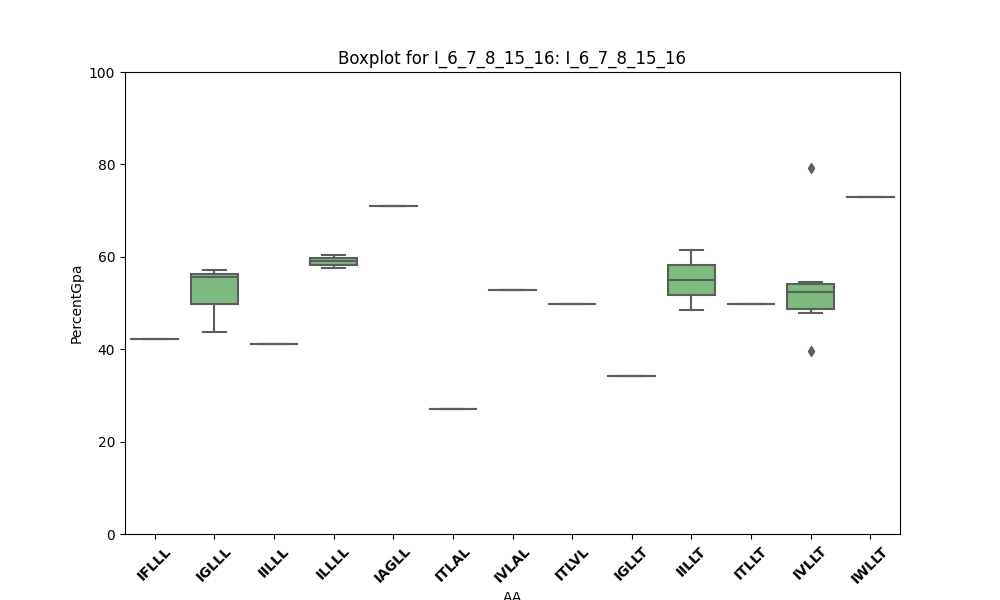 Boxplot for I_6_7_8_15_16: I_6_7_8_15_16
100
80
60
40
20
0
PercentGpa
IFLLL
IGLLL
IILLL
ILLLL
IAGLL
ITLAL
IVLAL
ITLVL
IGLLT
IILLT
ITLLT
IVLLT
IWLLT
AA